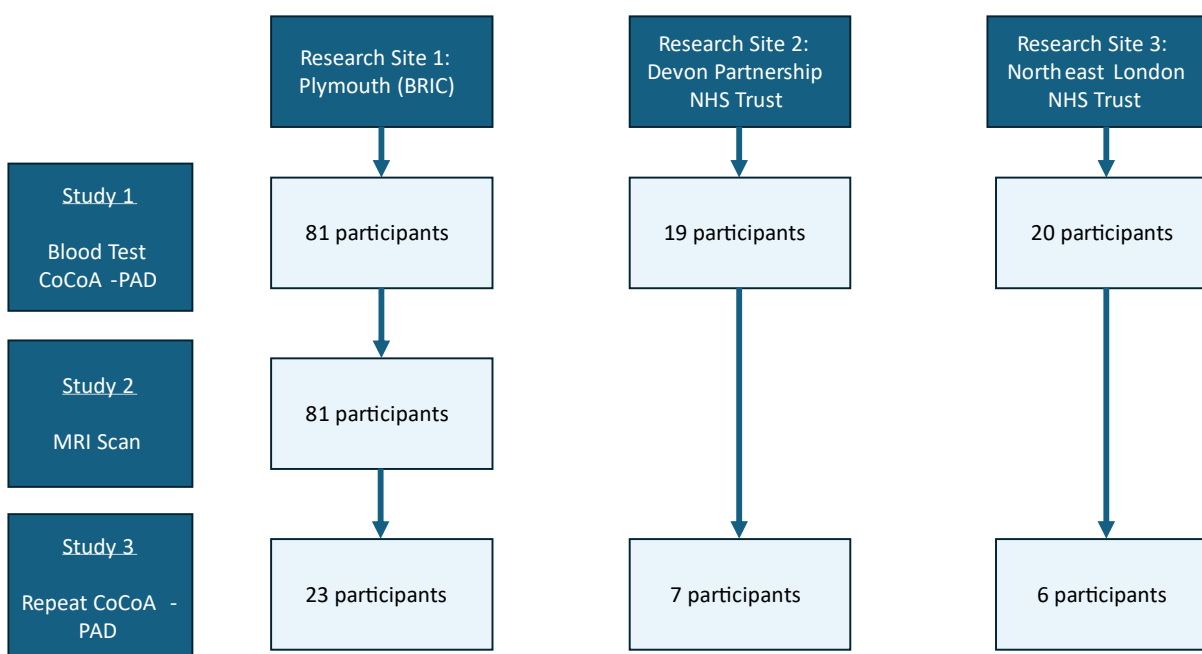 Research Site 1:
Plymouth (BRIC)
Research Site 2:
Devon Partnership
NHS Trust
Research Site 3:
North east London
NHS Trust
Study 1
Blood Test
CoCoA -PAD
81 participants
19 participants
20 participants
Study 2
MRI Scan
81 participants
Study 3
Repeat CoCoA -
PAD
23 participants
7 participants
6 participants